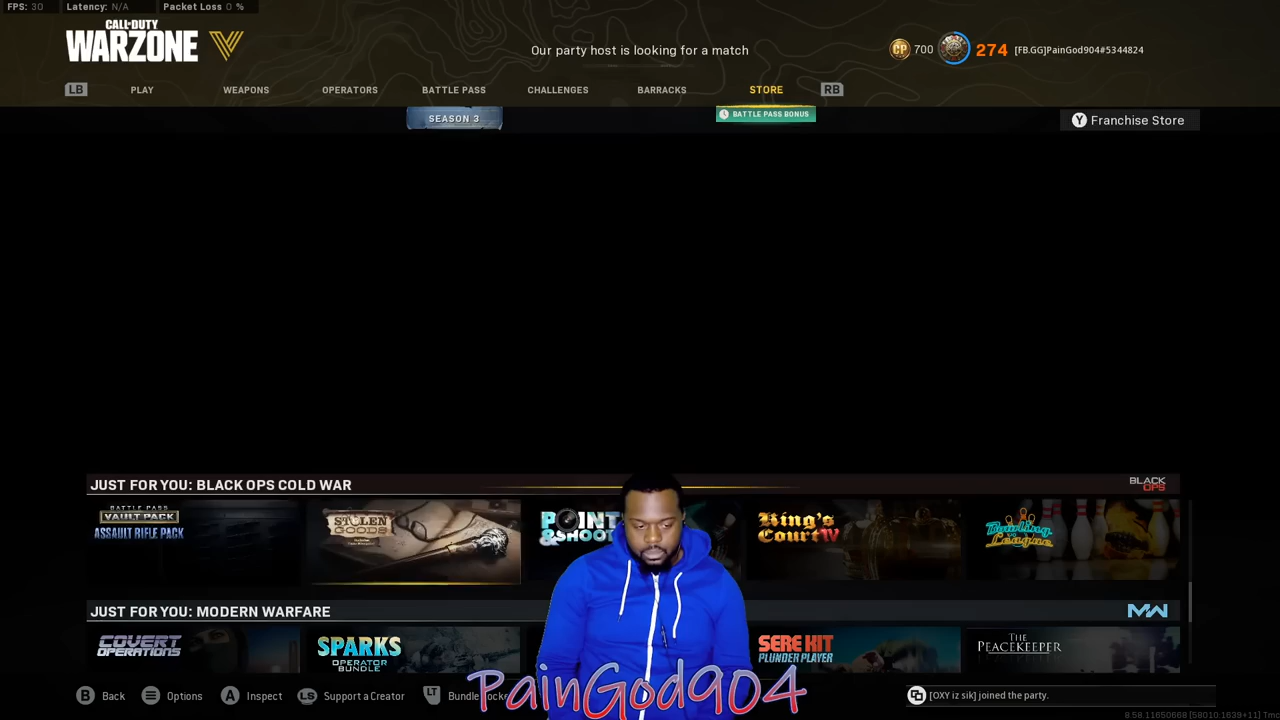 FPS: 30 Latency: N/A Packet Loss 0 %
CALL OF DUTY
WARZONE
Our party host is looking for a match
CP 700 274 [FB.GG]PainGod904#5344824
LB PLAY WEAPONS OPERATORS BATTLE PASS CHALLENGES BARRACKS STORE RB
SEASON 3 BATTLE PASS BONUS
Y Franchise Store
JUST FOR YOU: BLACK OPS COLD WAR BLACK OPS
BATTLE PASS
VAULT PACK
ASSAULT RIFLE PACK
STOLEN
GOODS
POINT
&SHOOT
King's
Court IV
Bowling
League
JUST FOR YOU: MODERN WARFARE MW
COVERT
OPERATIONS
SPARKS
OPERATOR
BUNDLE
SERE KIT
PLUNDER PLAYER
THE
PEACEKEEPER
B Back Options A Inspect LS Support a Creator LT Bundle
PainGod904
[OXY iz sik] joined the party.